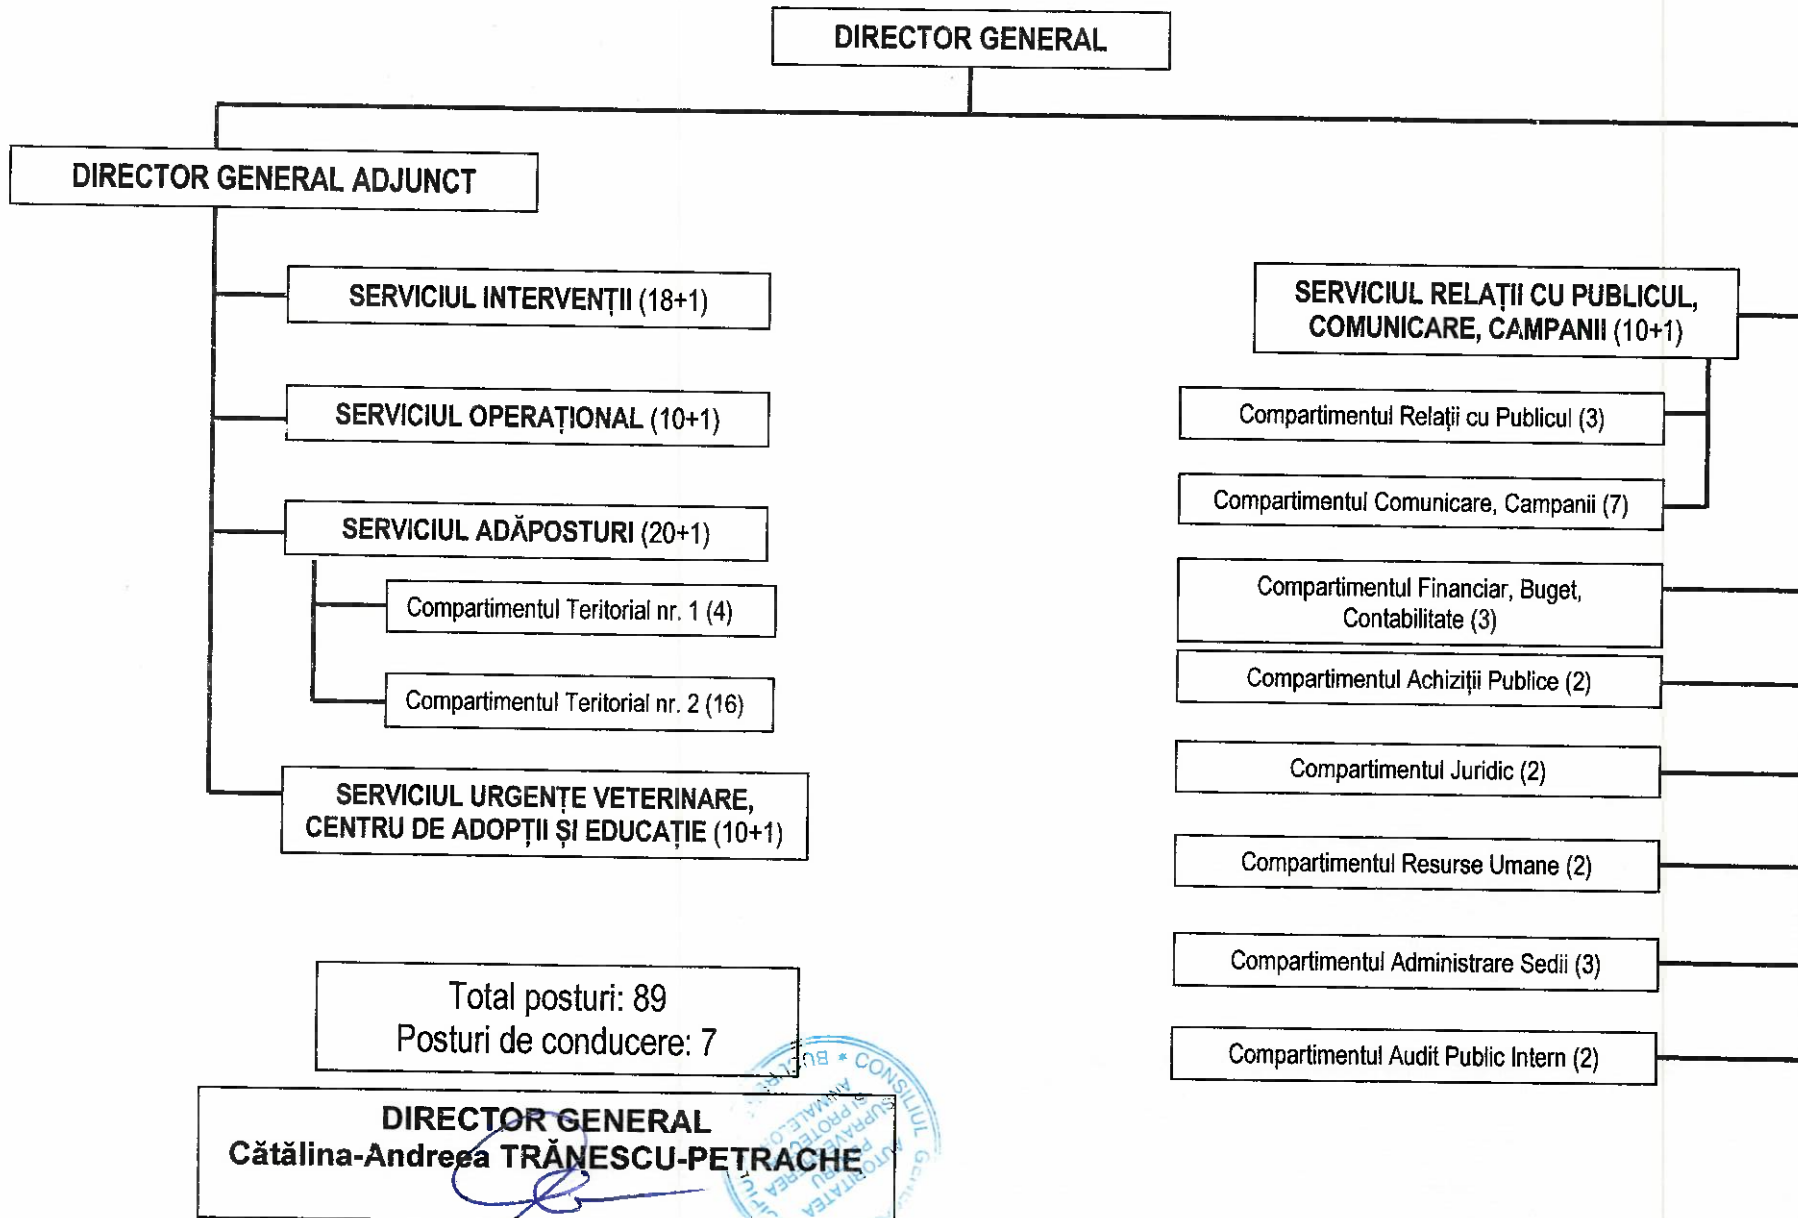 DIRECTOR GENERAL
DIRECTOR GENERAL ADJUNCT
SERVICIUL INTERVENȚII (18+1)
SERVICIUL OPERAȚIONAL (10+1)
SERVICIUL ADĂPOSTURI (20+1)
Compartimentul Teritorial nr. 1 (4)
Compartimentul Teritorial nr. 2 (16)
SERVICIUL URGENȚE VETERINARE,
CENTRU DE ADOPȚII ȘI EDUCAȚIE (10+1)
SERVICIUL RELAȚII CU PUBLICUL,
COMUNICARE, CAMPANII (10+1)
Compartimentul Relații cu Publicul (3)
Compartimentul Comunicare, Campanii (7)
Compartimentul Financiar, Buget,
Contabilitate (3)
Compartimentul Achiziții Publice (2)
Compartimentul Juridic (2)
Compartimentul Resurse Umane (2)
Compartimentul Administrare Sedii (3)
Compartimentul Audit Public Intern (2)
Total posturi: 89
Posturi de conducere: 7
DIRECTOR GENERAL
Cătălina-Andreea TRĂNESCU-PETRACHE
CONSILIUL
AUTORITATEA
PENTRU